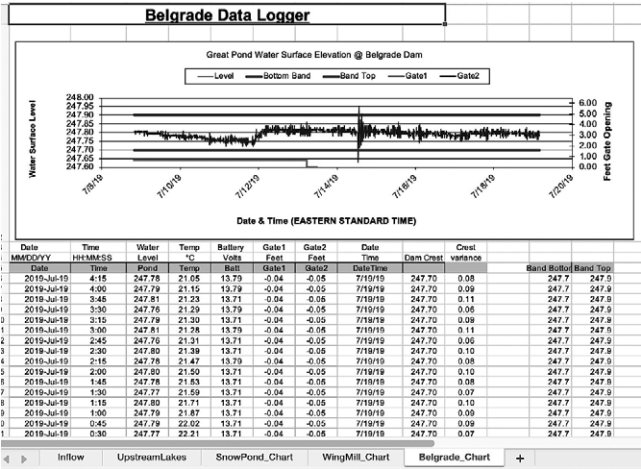 Belgrade Data Logger
Great Pond Water Surface Elevation @ Belgrade Dam
Level Bottom Band Band Top Gate1 Gate2
Water Surface Level
248.00
247.95
247.90
247.85
247.80
247.75
247.70
247.65
247.60
6.00
5.00
4.00
3.00
2.00
1.00
0.00
Feet Gate Opening
7/8/19 7/10/19 7/12/19 7/14/19 7/16/19 7/18/19 7/20/19
Date & Time (EASTERN STANDARD TIME)
Date Time Water Temp Battery Gate1 Gate2 Date Crest
MM/DD/YY HH:MM:SS Level °C Volts Feet Feet Time Dam Crest variance
Date Time Pond Temp Batt Gate1 Gate2 DateTime Band Bottor Band Top
2019-Jul-19 4:15 247.78 21.05 13.79 -0.04 -0.05 7/19/19 247.70 0.08 247.7 247.9
2019-Jul-19 4:00 247.79 21.15 13.79 -0.04 -0.05 7/19/19 247.70 0.09 247.7 247.9
2019-Jul-19 3:45 247.81 21.23 13.71 -0.04 -0.05 7/19/19 247.70 0.11 247.7 247.9
2019-Jul-19 3:30 247.76 21.29 13.79 -0.04 -0.05 7/19/19 247.70 0.06 247.7 247.9
2019-Jul-19 3:15 247.79 21.30 13.71 -0.04 -0.05 7/19/19 247.70 0.09 247.7 247.9
2019-Jul-19 3:00 247.81 21.28 13.79 -0.04 -0.05 7/19/19 247.70 0.11 247.7 247.9
2019-Jul-19 2:45 247.76 21.31 13.71 -0.04 -0.05 7/19/19 247.70 0.06 247.7 247.9
2019-Jul-19 2:30 247.80 21.39 13.71 -0.04 -0.05 7/19/19 247.70 0.10 247.7 247.9
2019-Jul-19 2:15 247.78 21.47 13.71 -0.04 -0.05 7/19/19 247.70 0.08 247.7 247.9
2019-Jul-19 2:00 247.80 21.50 13.71 -0.04 -0.05 7/19/19 247.70 0.10 247.7 247.9
2019-Jul-19 1:45 247.78 21.53 13.71 -0.04 -0.05 7/19/19 247.70 0.08 247.7 247.9
2019-Jul-19 1:30 247.77 21.59 13.71 -0.04 -0.05 7/19/19 247.70 0.07 247.7 247.9
2019-Jul-19 1:15 247.80 21.71 13.71 -0.04 -0.05 7/19/19 247.70 0.10 247.7 247.9
2019-Jul-19 1:00 247.79 21.87 13.71 -0.04 -0.05 7/19/19 247.70 0.09 247.7 247.9
2019-Jul-19 0:45 247.79 22.02 13.71 -0.04 -0.05 7/19/19 247.70 0.09 247.7 247.9
2019-Jul-19 0:30 247.77 22.21 13.71 -0.04 -0.05 7/19/19 247.70 0.07 247.7 247.9
Inflow UpstreamLakes SnowPond_Chart WingMill_Chart Belgrade_Chart +